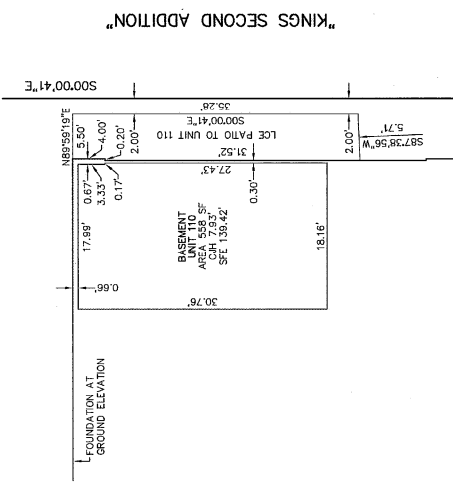 "KINGS SECOND ADDITION"
S00°00'41"E
35.28'
S00°00'41"E
LCE PATIO TO UNIT 110
31.52'
27.43'
N89°59'19"E
5.50'
4.00'
0.20'
2.00'
2.00'
S87°38'56"W
5.71'
0.67'
3.33'
0.17'
0.30'
17.99'
BASEMENT
UNIT 110
AREA 558 SF
CJH 7.93'
SFE 139.42'
18.16'
0.66'
30.76'
FOUNDATION AT
GROUND ELEVATION